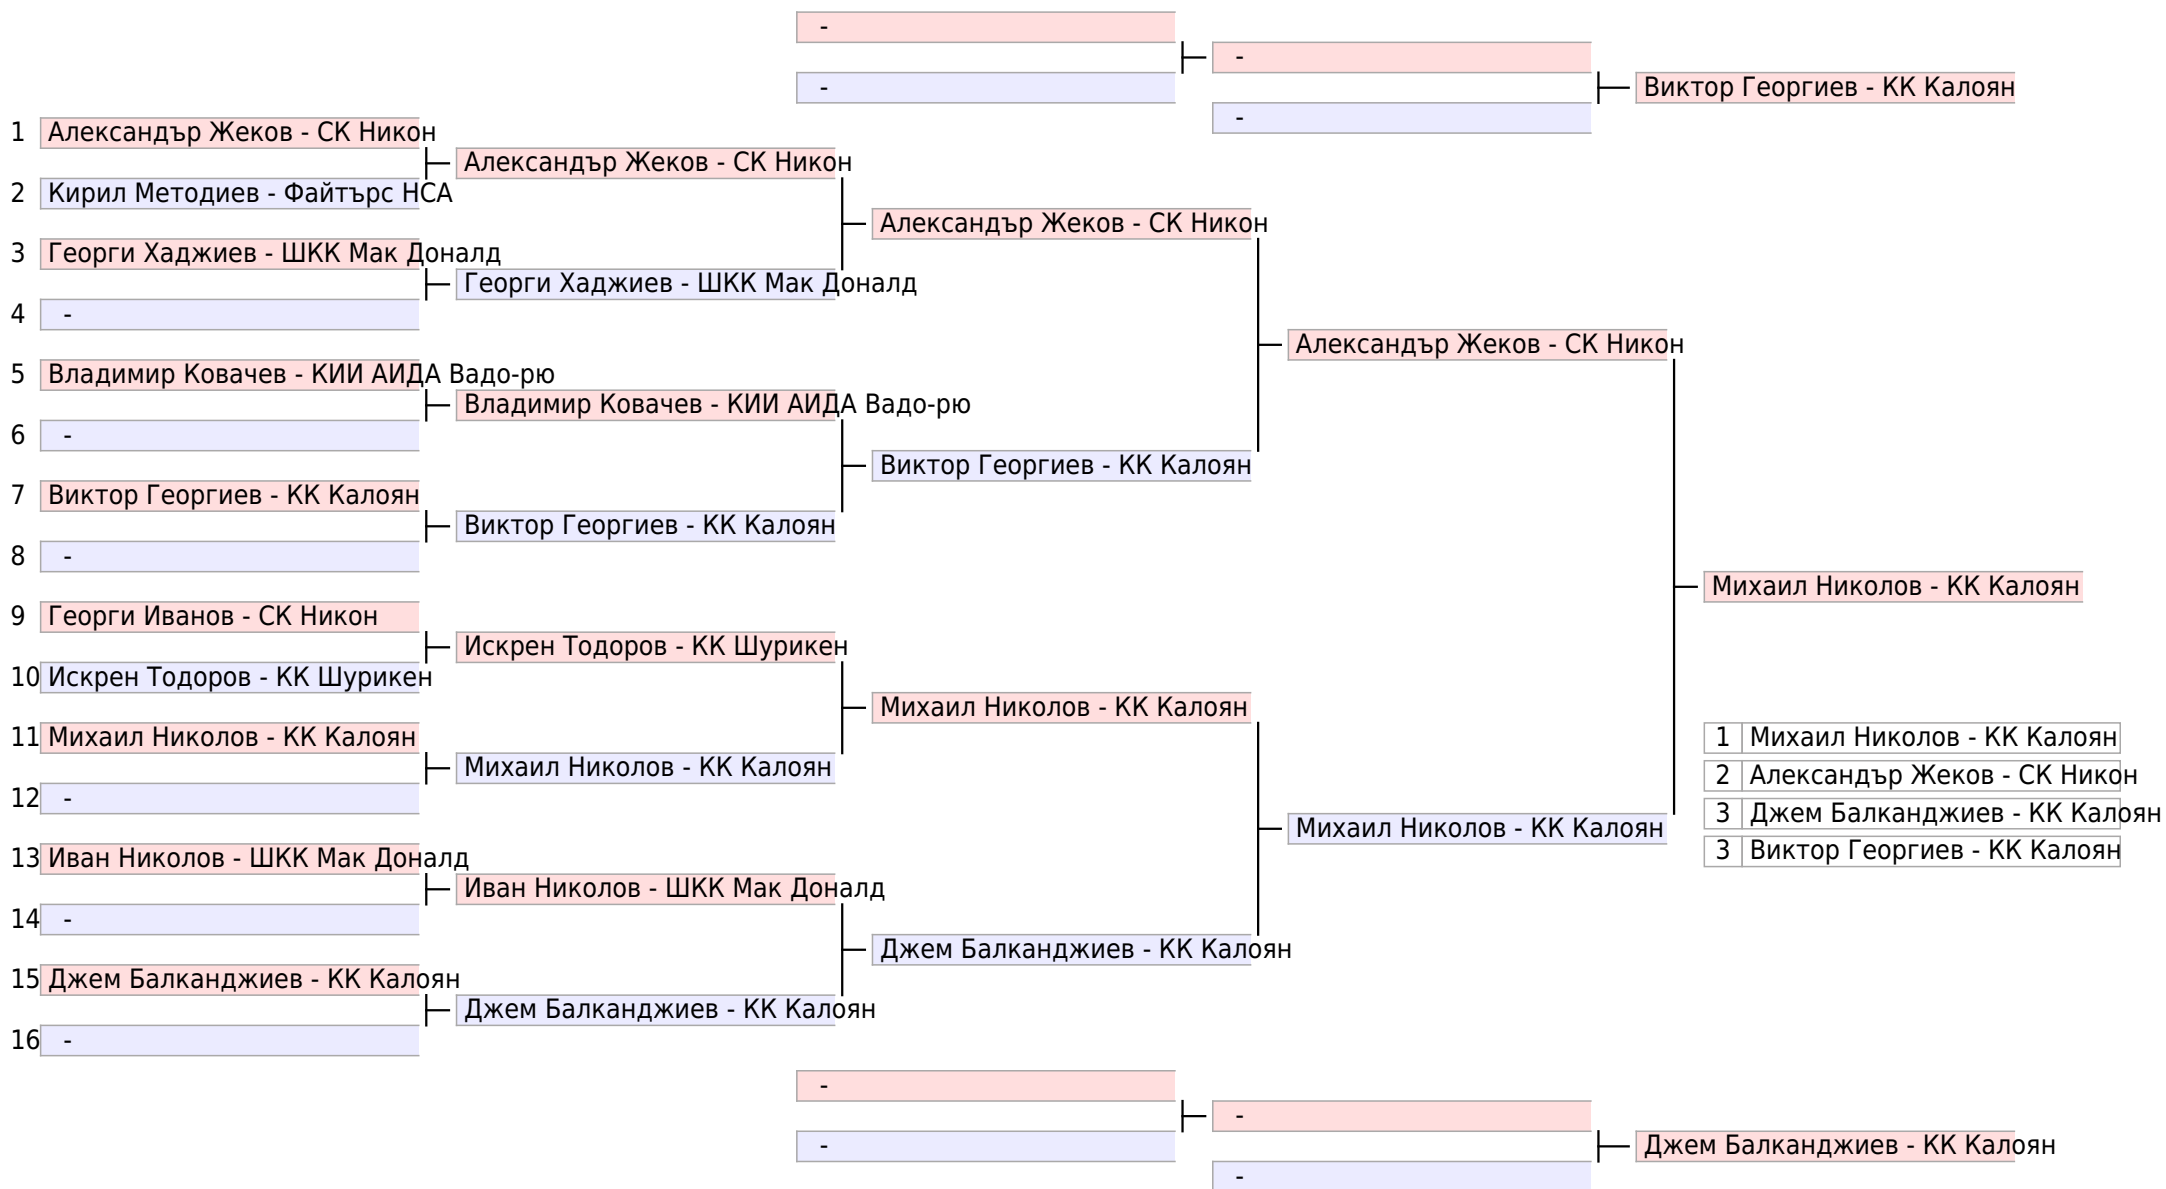 -
-
-
-
Виктор Георгиев - КК Калоян
1 Александър Жеков - СК Никон
2 Кирил Методиев - Файтърс НСА
3 Георги Хаджиев - ШКК Мак Доналд
4 -
5 Владимир Ковачев - КИИ АИДА Вадо-рю
6 -
7 Виктор Георгиев - КК Калоян
8 -
9 Георги Иванов - СК Никон
10 Искрен Тодоров - КК Шурикен
11 Михаил Николов - КК Калоян
12 -
13 Иван Николов - ШКК Мак Доналд
14 -
15 Джем Балканджиев - КК Калоян
16 -
Александър Жеков - СК Никон
Георги Хаджиев - ШКК Мак Доналд
Владимир Ковачев - КИИ АИДА Вадо-рю
Виктор Георгиев - КК Калоян
Искрен Тодоров - КК Шурикен
Михаил Николов - КК Калоян
Иван Николов - ШКК Мак Доналд
Джем Балканджиев - КК Калоян
Александър Жеков - СК Никон
Виктор Георгиев - КК Калоян
Михаил Николов - КК Калоян
Джем Балканджиев - КК Калоян
Александър Жеков - СК Никон
Михаил Николов - КК Калоян
Михаил Николов - КК Калоян
1 Михаил Николов - КК Калоян
2 Александър Жеков - СК Никон
3 Джем Балканджиев - КК Калоян
3 Виктор Георгиев - КК Калоян
-
-
-
-
Джем Балканджиев - КК Калоян